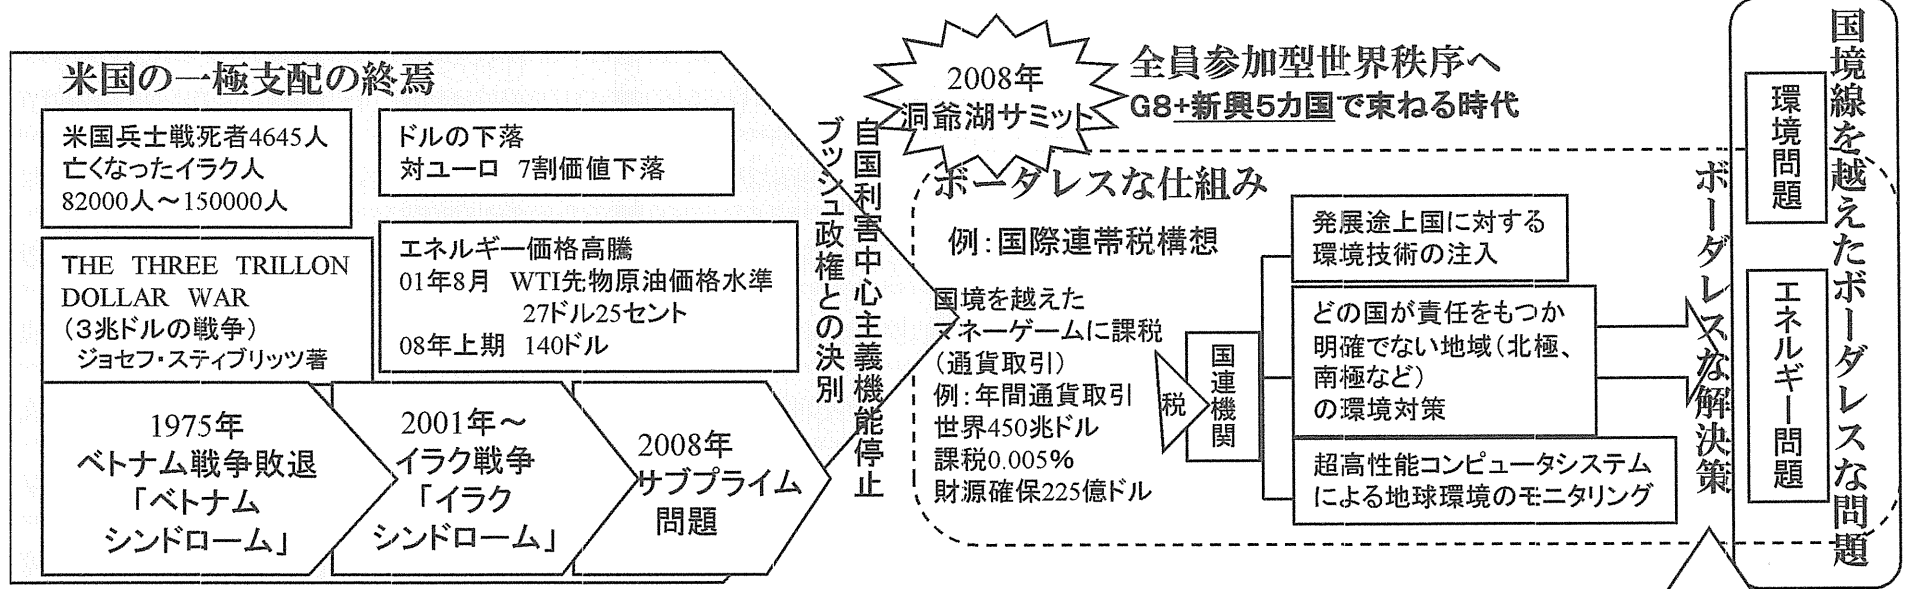 米国の一極支配の終焉
米国兵士戦死者4645人
亡くなったイラク人
82000人～150000人
ドルの下落
対ユーロ 7割価値下落
THE THREE TRILLON
DOLLAR WAR
（3兆ドルの戦争）
ジョセフ・スティブリッツ著
エネルギー価格高騰
01年8月 WTI先物原油価格水準
27ドル25セント
08年上期 140ドル
1975年
ベトナム戦争敗退
「ベトナム
シンドローム」
2001年～
イラク戦争
「イラク
シンドローム」
2008年
サブプライム
問題
自国利害中心主義機能停止
ブッシュ政権との決別
2008年
洞爺湖サミット
全員参加型世界秩序へ
G8+新興5カ国で束ねる時代
ボーダレスな仕組み
例：国際連帯税構想
国境を越えた
マネーゲームに課税
（通貨取引）
例：年間通貨取引
世界450兆ドル
課税0.005%
財源確保225億ドル
税
国連機関
発展途上国に対する
環境技術の注入
どの国が責任をもつか
明確でない地域（北極、
南極など）
の環境対策
超高性能コンピュータシステム
による地球環境のモニタリング
ボーダレスな解決策
国境線を越えたボーダレスな問題
環境問題
エネルギー問題